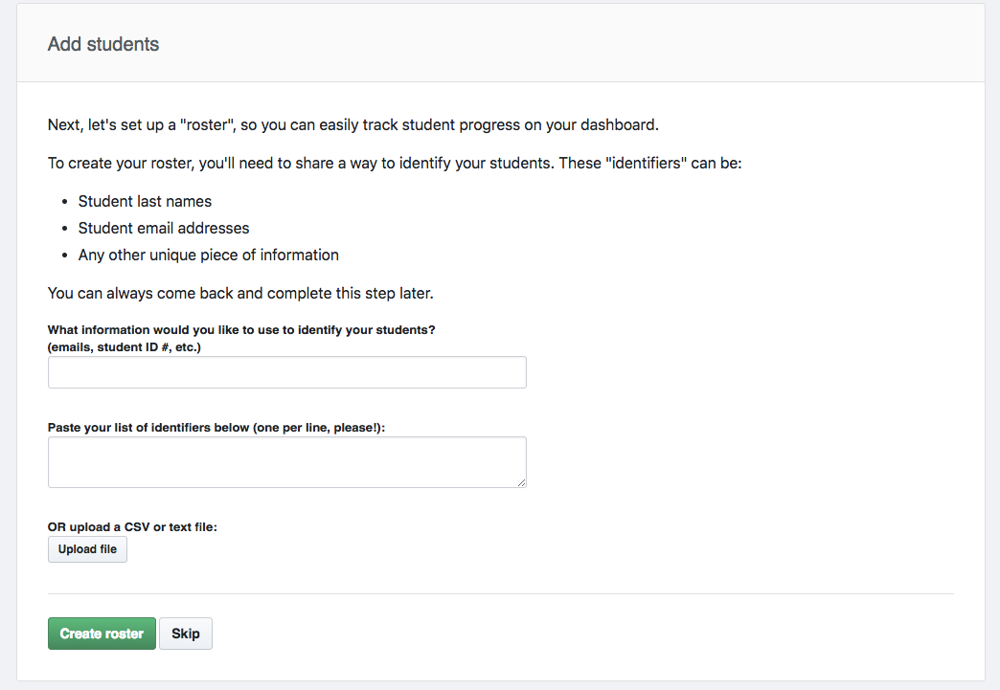 Add students
Next, let's set up a "roster", so you can easily track student progress on your dashboard.
To create your roster, you'll need to share a way to identify your students. These "identifiers" can be:
• Student last names
• Student email addresses
• Any other unique piece of information
You can always come back and complete this step later.
What information would you like to use to identify your students?
(emails, student ID #, etc.)
Paste your list of identifiers below (one per line, please!):
OR upload a CSV or text file:
Upload file
Create roster Skip